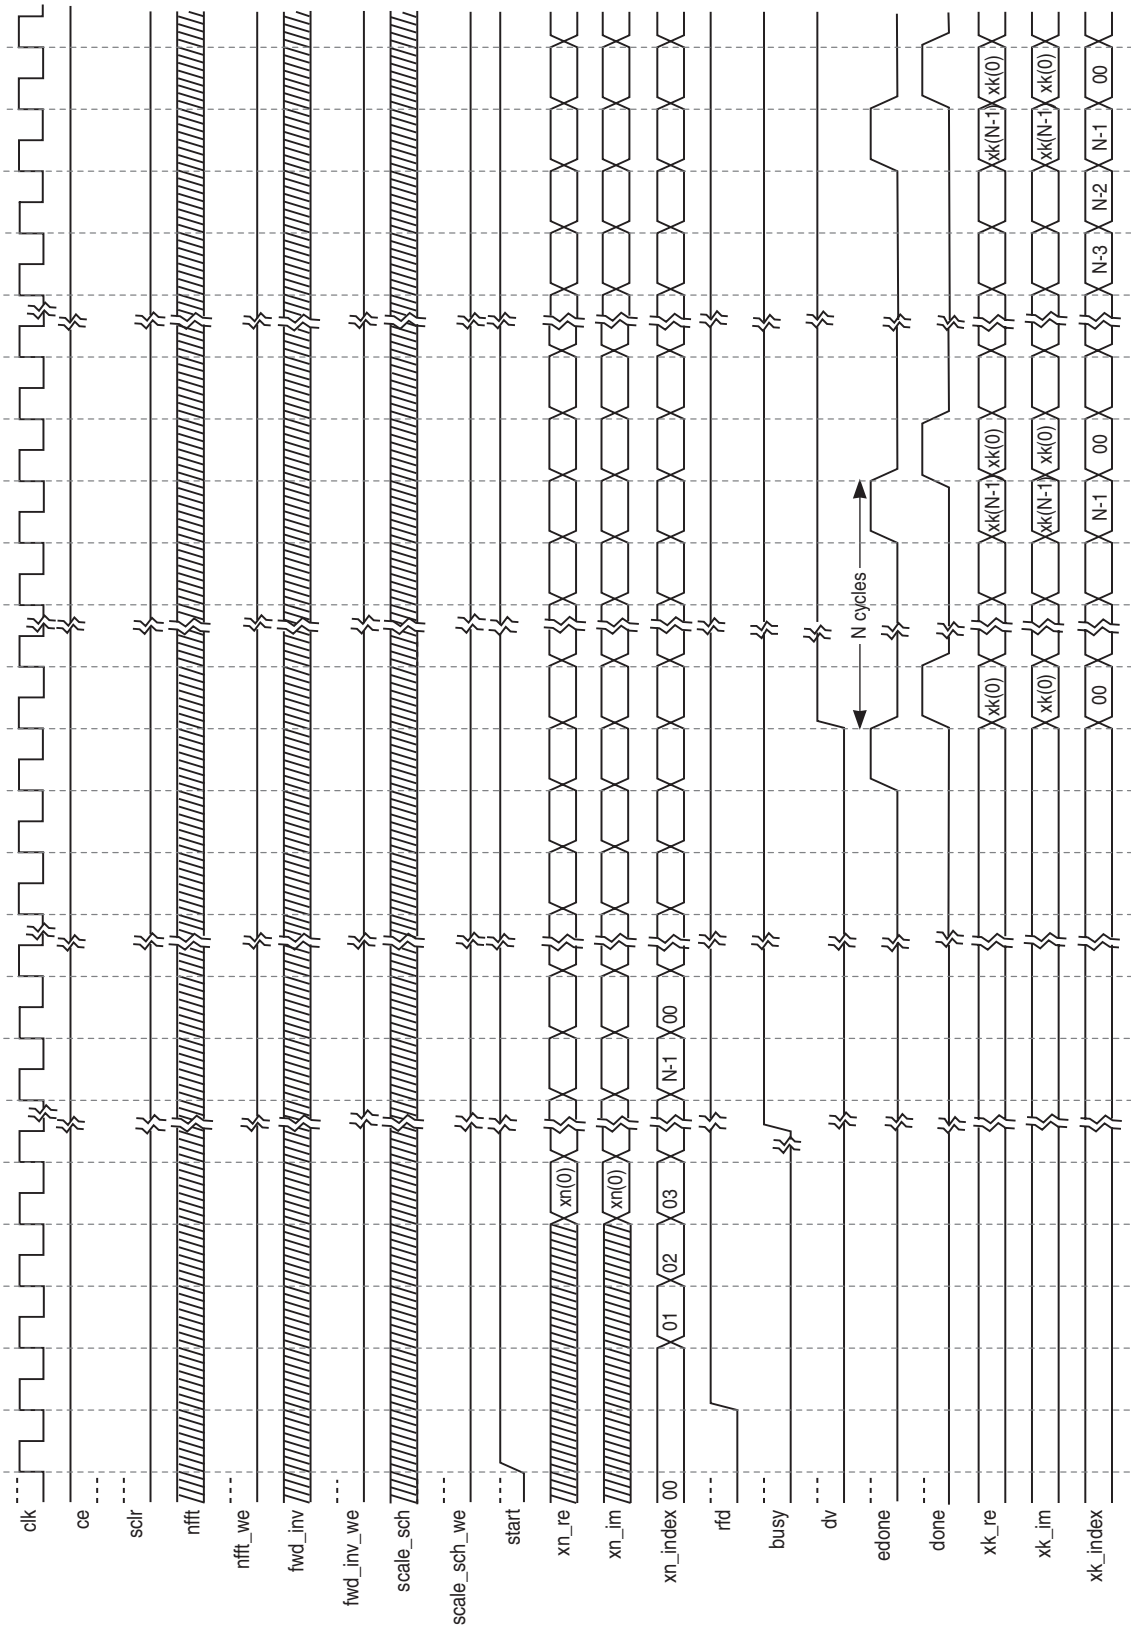 clk
ce
sclr
nfft
nfft_we
fwd_inv
fwd_inv_we
scale_sch
scale_sch_we
start
xn_re xn(0)
xn_im xn(0)
xn_index 00 01 02 03 N-1 00
rfd
busy
dv
N cycles
edone
done
xk_re xk(0) xk(N-1) xk(0) xk(N-1) xk(0)
xk_im xk(0) xk(N-1) xk(0) xk(N-1) xk(0)
xk_index 00 N-1 00 N-3 N-2 N-1 00